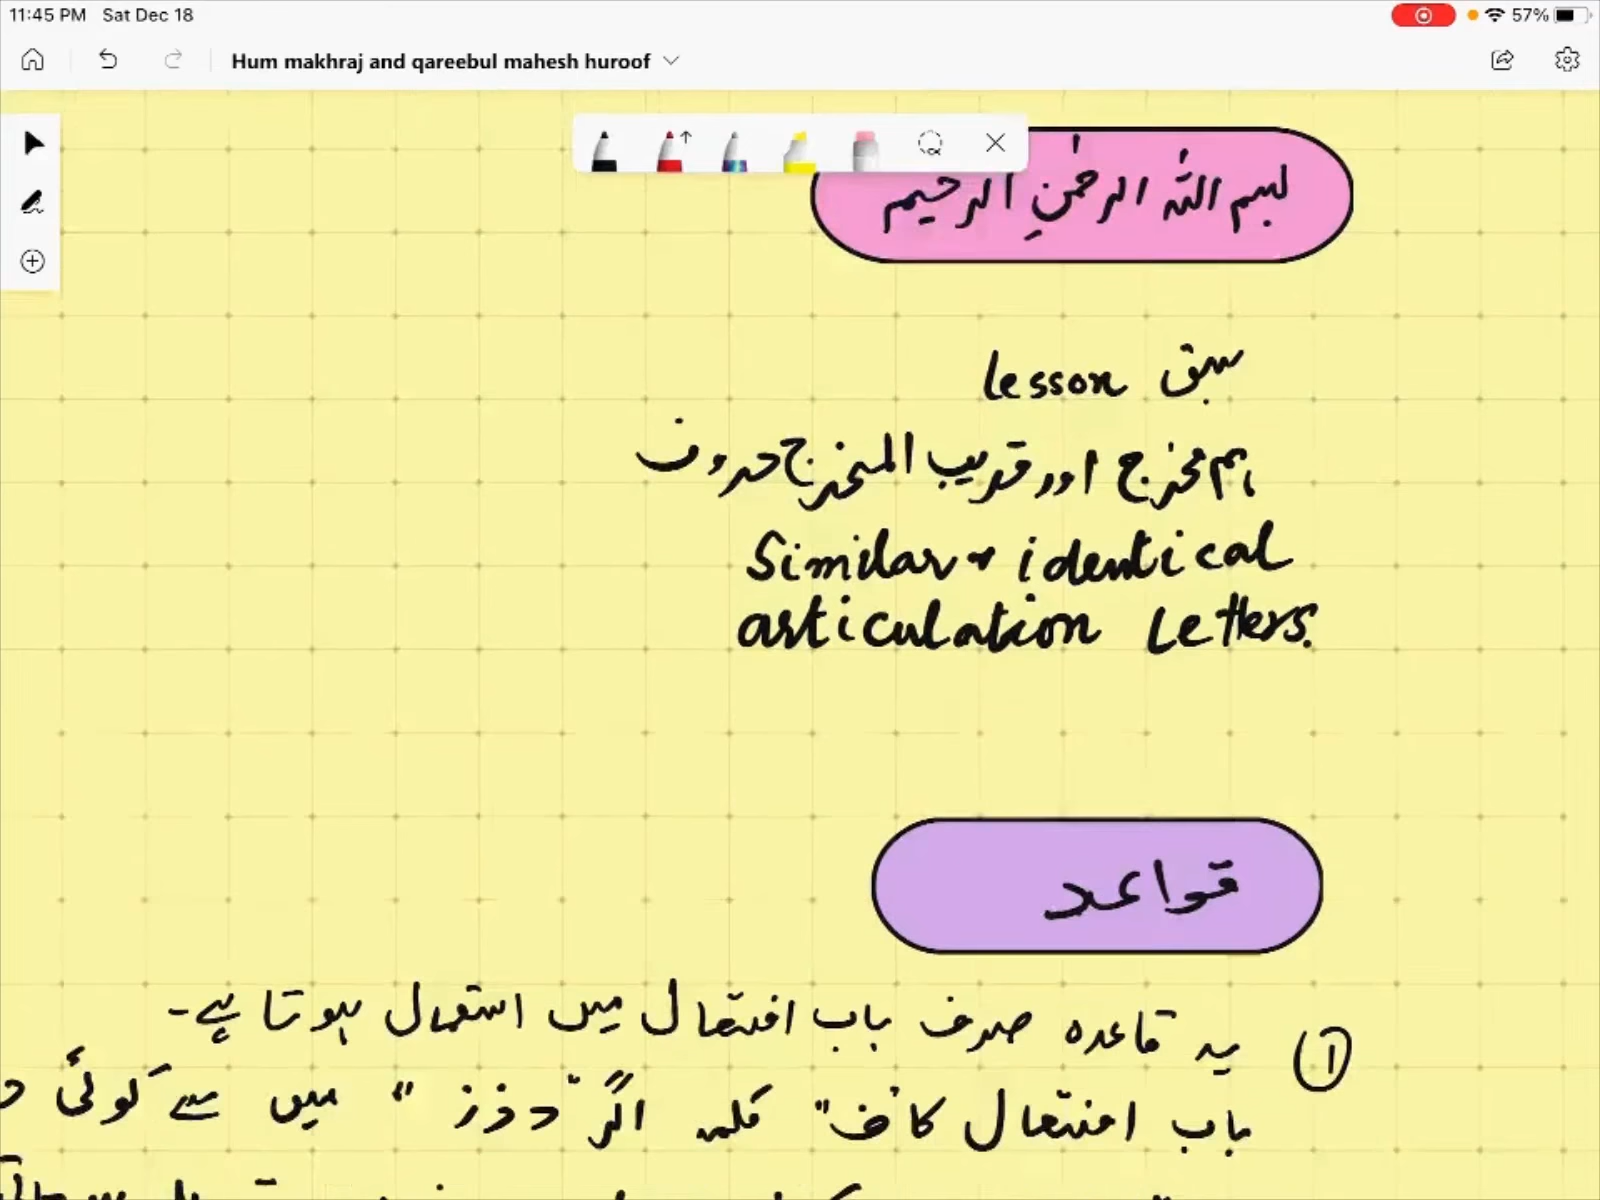 11:45 PM Sat Dec 18
57%
Hum makhraj and qareebul mahesh huroof
بسم اللہ الرحمٰنِ الرحیم
سبق lesson
ہم مخرج اور قریب المخرج حروف
Similar & identical
articulation Letters.
قواعد
① یہ قاعدہ صرف باب افتعال میں استعمال ہوتا ہے۔
باب افتعال کا "ف" کلمہ اگر "د ذ ز" میں سے کوئی